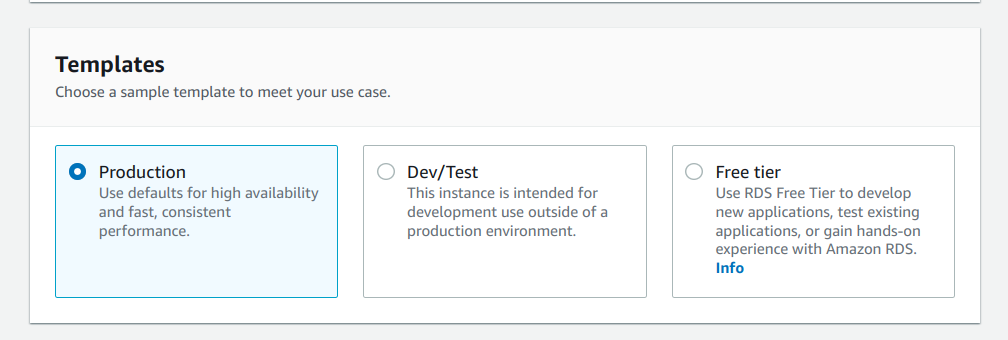 Templates
Choose a sample template to meet your use case.
Production
Use defaults for high availability
and fast, consistent
performance.
Dev/Test
This instance is intended for
development use outside of a
production environment.
Free tier
Use RDS Free Tier to develop
new applications, test existing
applications, or gain hands-on
experience with Amazon RDS.
Info